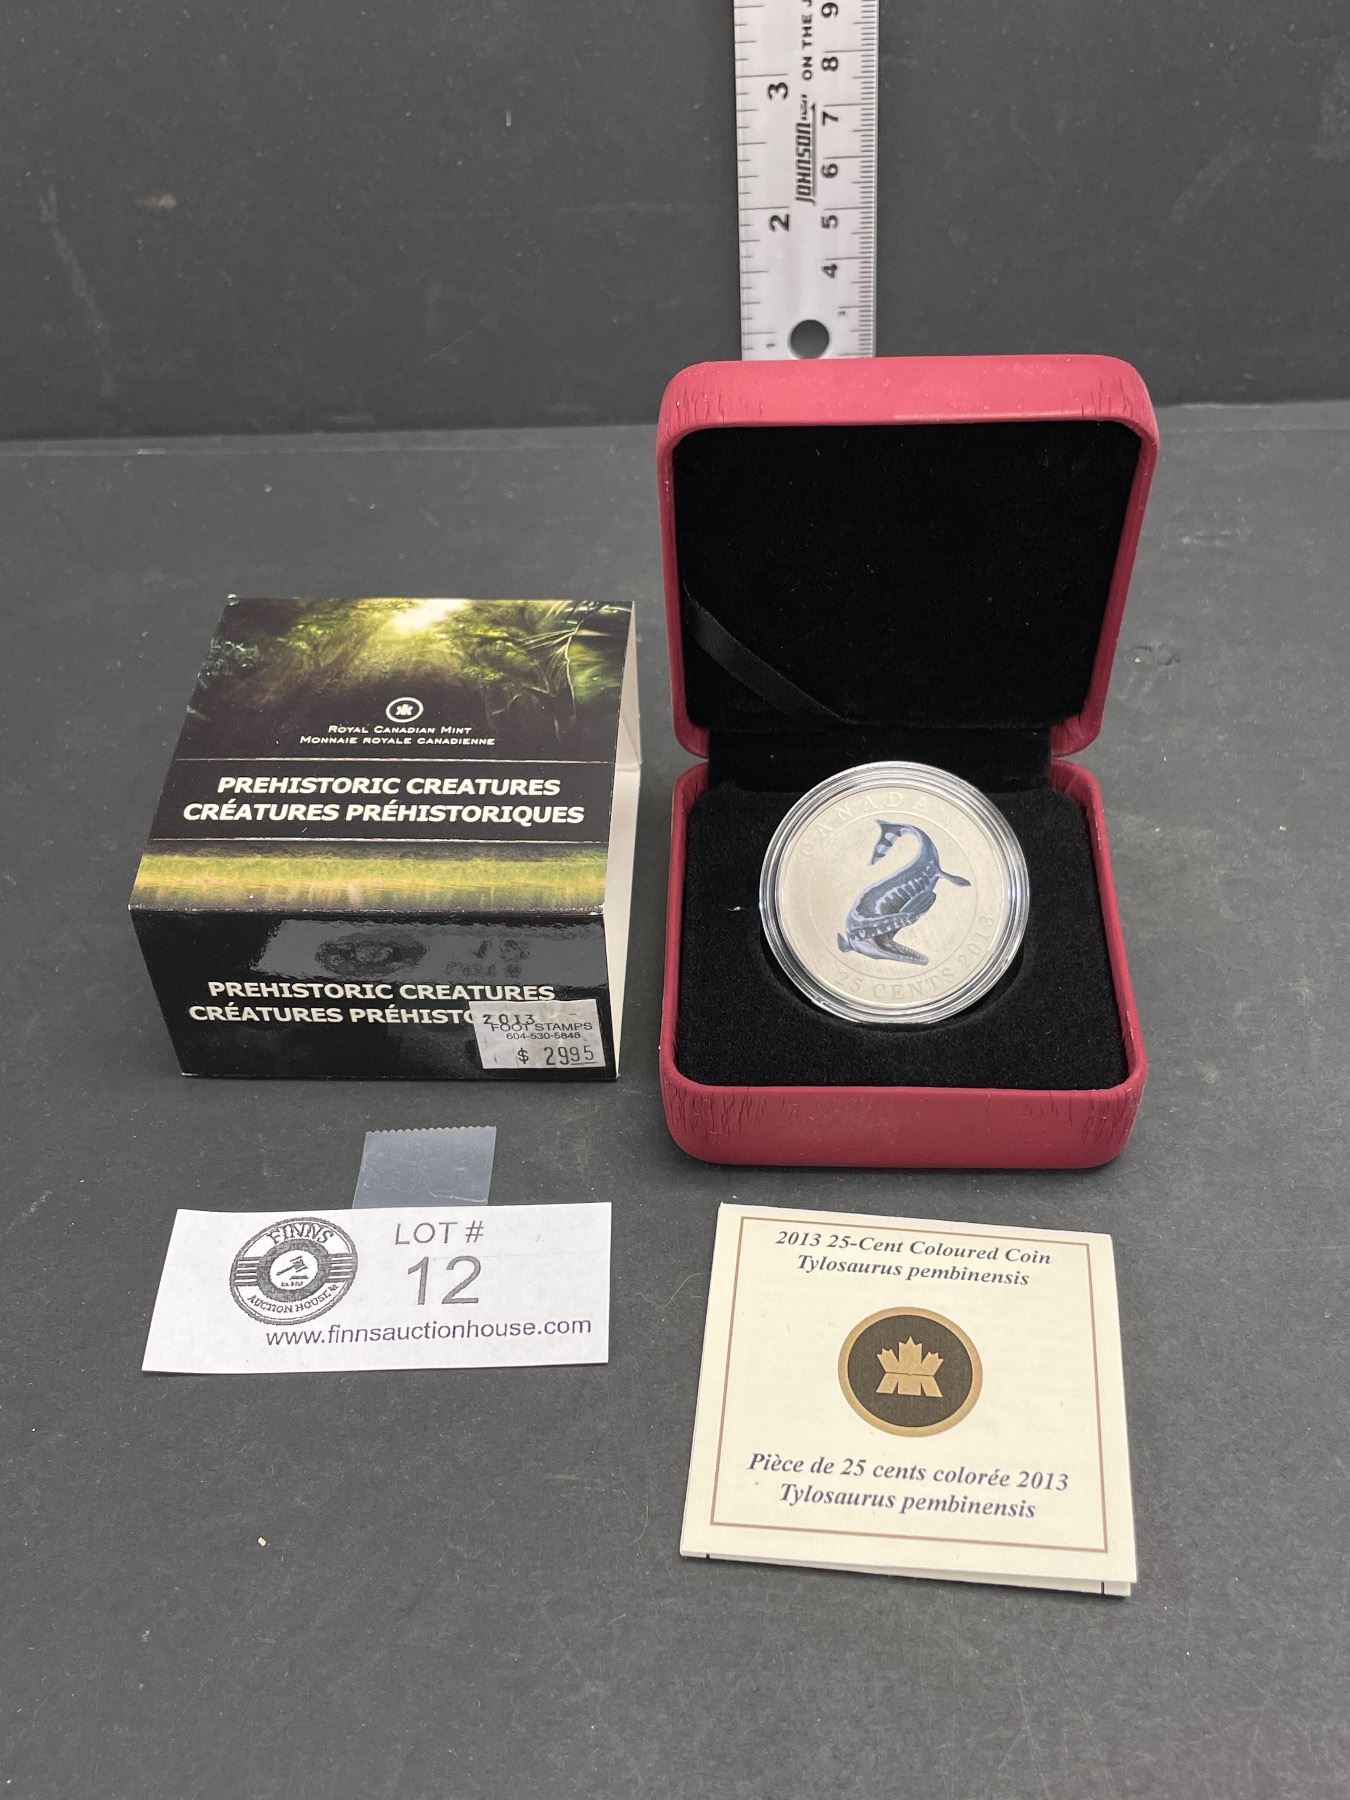 ON THE J
JOHNSON
3
2
1
9
8
7
6
5
4
3
ROYAL CANADIAN MINT
MONNAIE ROYALE CANADIENNE
PREHISTORIC CREATURES
CRÉATURES PRÉHISTORIQUES
PREHISTORIC CREATURES
CRÉATURES PRÉHISTO
2013
FOOT STAMPS
604-530-5848
$ 2995
CANADA
25 CENTS 2013
FINNS
AUCTION HOUSE
LOT #
12
www.finnsauctionhouse.com
2013 25-Cent Coloured Coin
Tylosaurus pembinensis
Pièce de 25 cents colorée 2013
Tylosaurus pembinensis